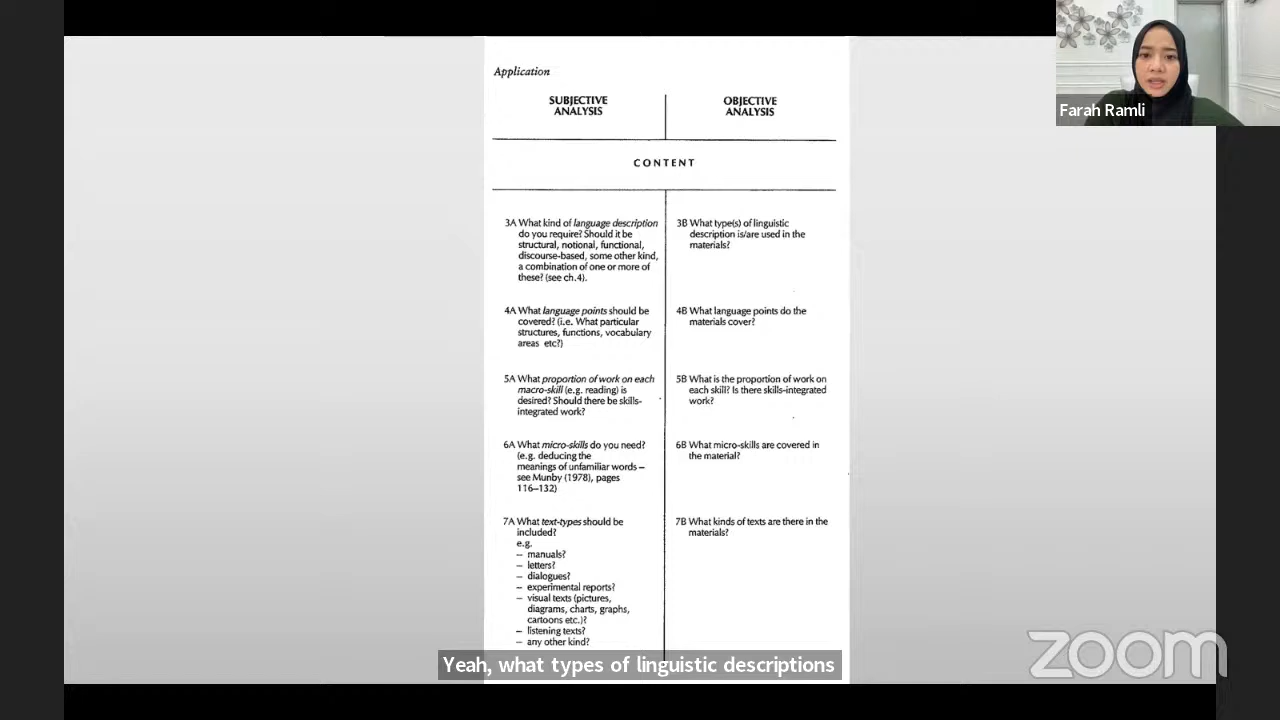 Farah Ramli
Application
SUBJECTIVE
ANALYSIS
OBJECTIVE
ANALYSIS
CONTENT
3A What kind of language description
do you require? Should it be
structural, notional, functional,
discourse-based, some other kind,
a combination of one or more of
these? (see ch.4).
3B What type(s) of linguistic
description is/are used in the
materials?
4A What language points should be
covered? (i.e. What particular
structures, functions, vocabulary
areas etc?)
4B What language points do the
materials cover?
5A What proportion of work on each
macro-skill (e.g. reading) is
desired? Should there be skills-
integrated work?
5B What is the proportion of work on
each skill? Is there skills-integrated
work?
6A What micro-skills do you need?
(e.g. deducing the
meanings of unfamiliar words –
see Munby (1978), pages
116–132)
6B What micro-skills are covered in
the material?
7A What text-types should be
included?
e.g.
– manuals?
– letters?
– dialogues?
– experimental reports?
– visual texts (pictures,
diagrams, charts, graphs,
cartoons etc.)?
– listening texts?
– any other kind?
7B What kinds of texts are there in the
materials?
Yeah, what types of linguistic descriptions
zoom